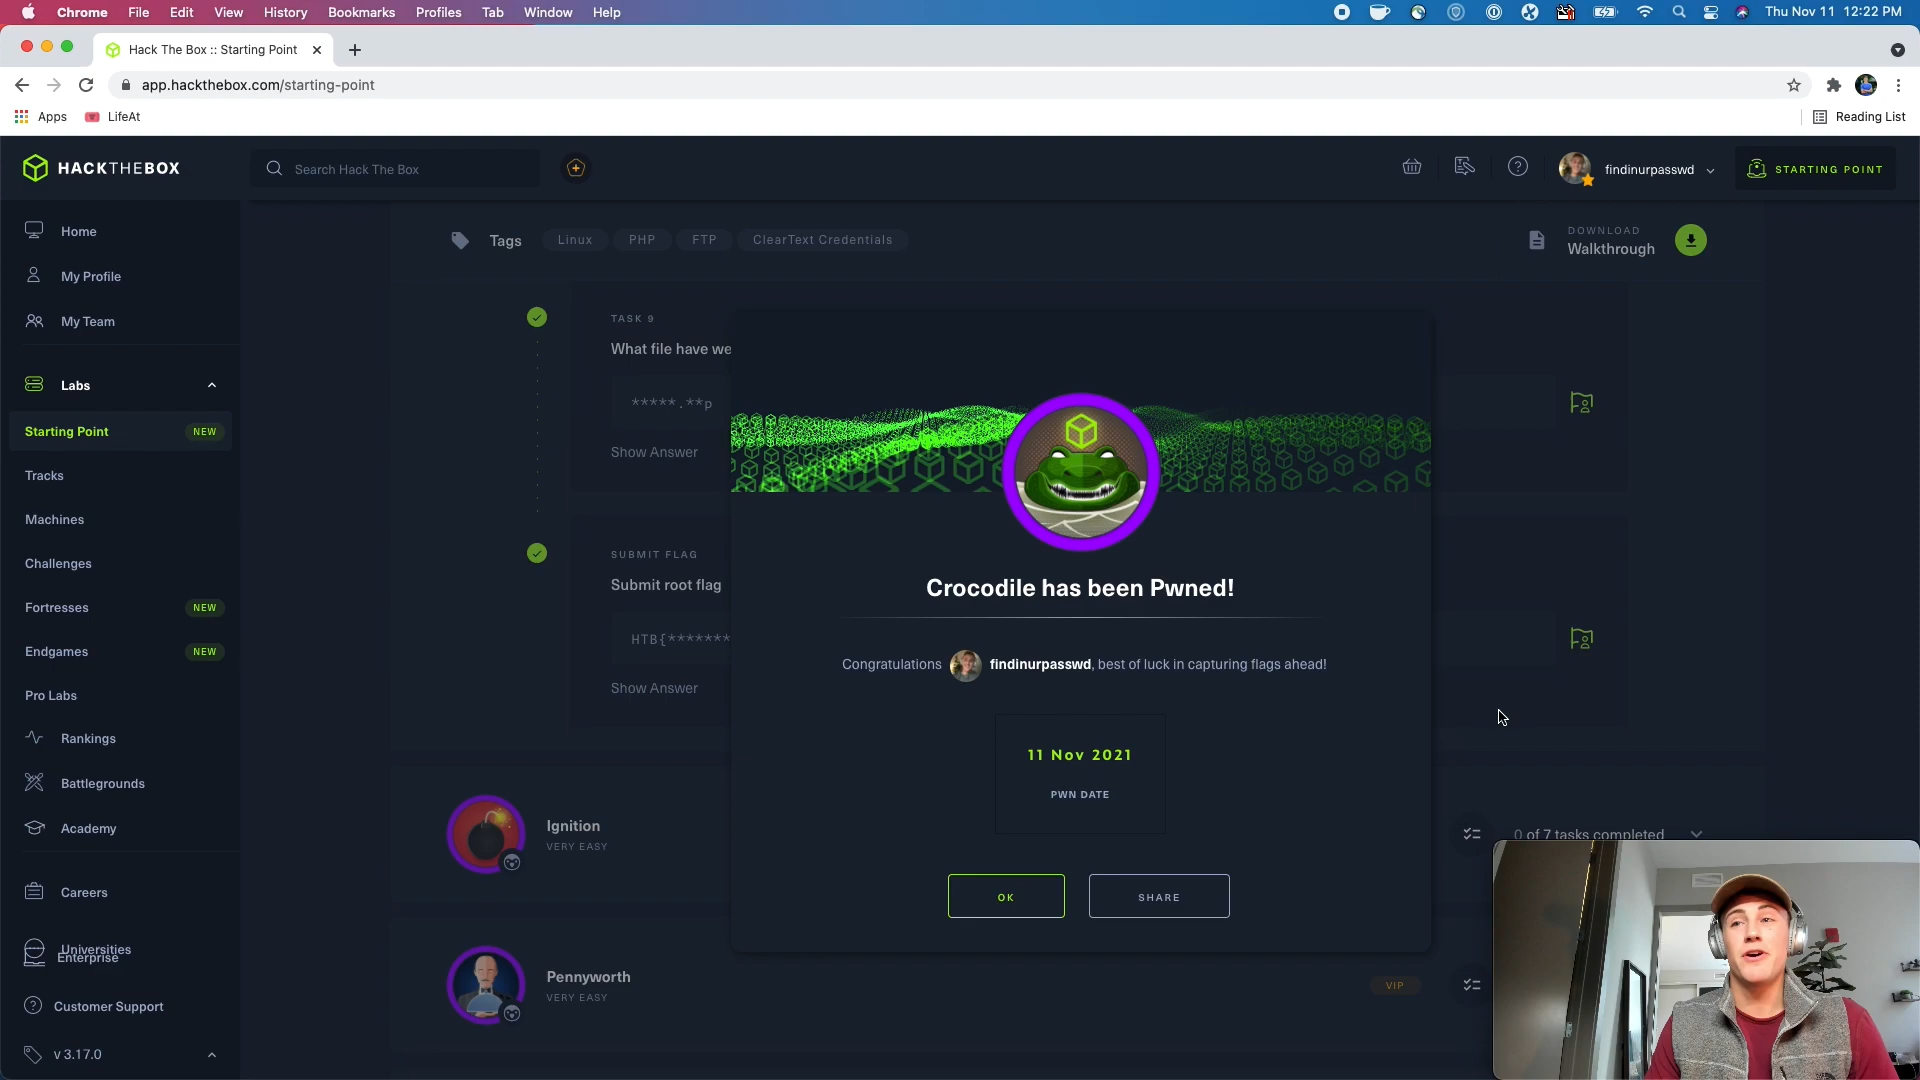 Chrome File Edit View History Bookmarks Profiles Tab Window Help
Thu Nov 11 12:22 PM
Hack The Box :: Starting Point
app.hackthebox.com/starting-point
Apps LifeAt
Reading List
HACKTHEBOX
Search Hack The Box
findinurpasswd
STARTING POINT
Home
My Profile
My Team
Labs
Starting Point NEW
Tracks
Machines
Challenges
Fortresses NEW
Endgames NEW
Pro Labs
Rankings
Battlegrounds
Academy
Careers
Universities
Enterprise
Customer Support
v 3.17.0
Tags Linux PHP FTP ClearText Credentials
DOWNLOAD
Walkthrough
TASK 9
What file have we
*****.**p
Show Answer
SUBMIT FLAG
Submit root flag
HTB{*******
Show Answer
Crocodile has been Pwned!
Congratulations findinurpasswd, best of luck in capturing flags ahead!
11 Nov 2021
PWN DATE
OK
SHARE
Ignition
VERY EASY
0 of 7 tasks completed
Pennyworth
VERY EASY
VIP